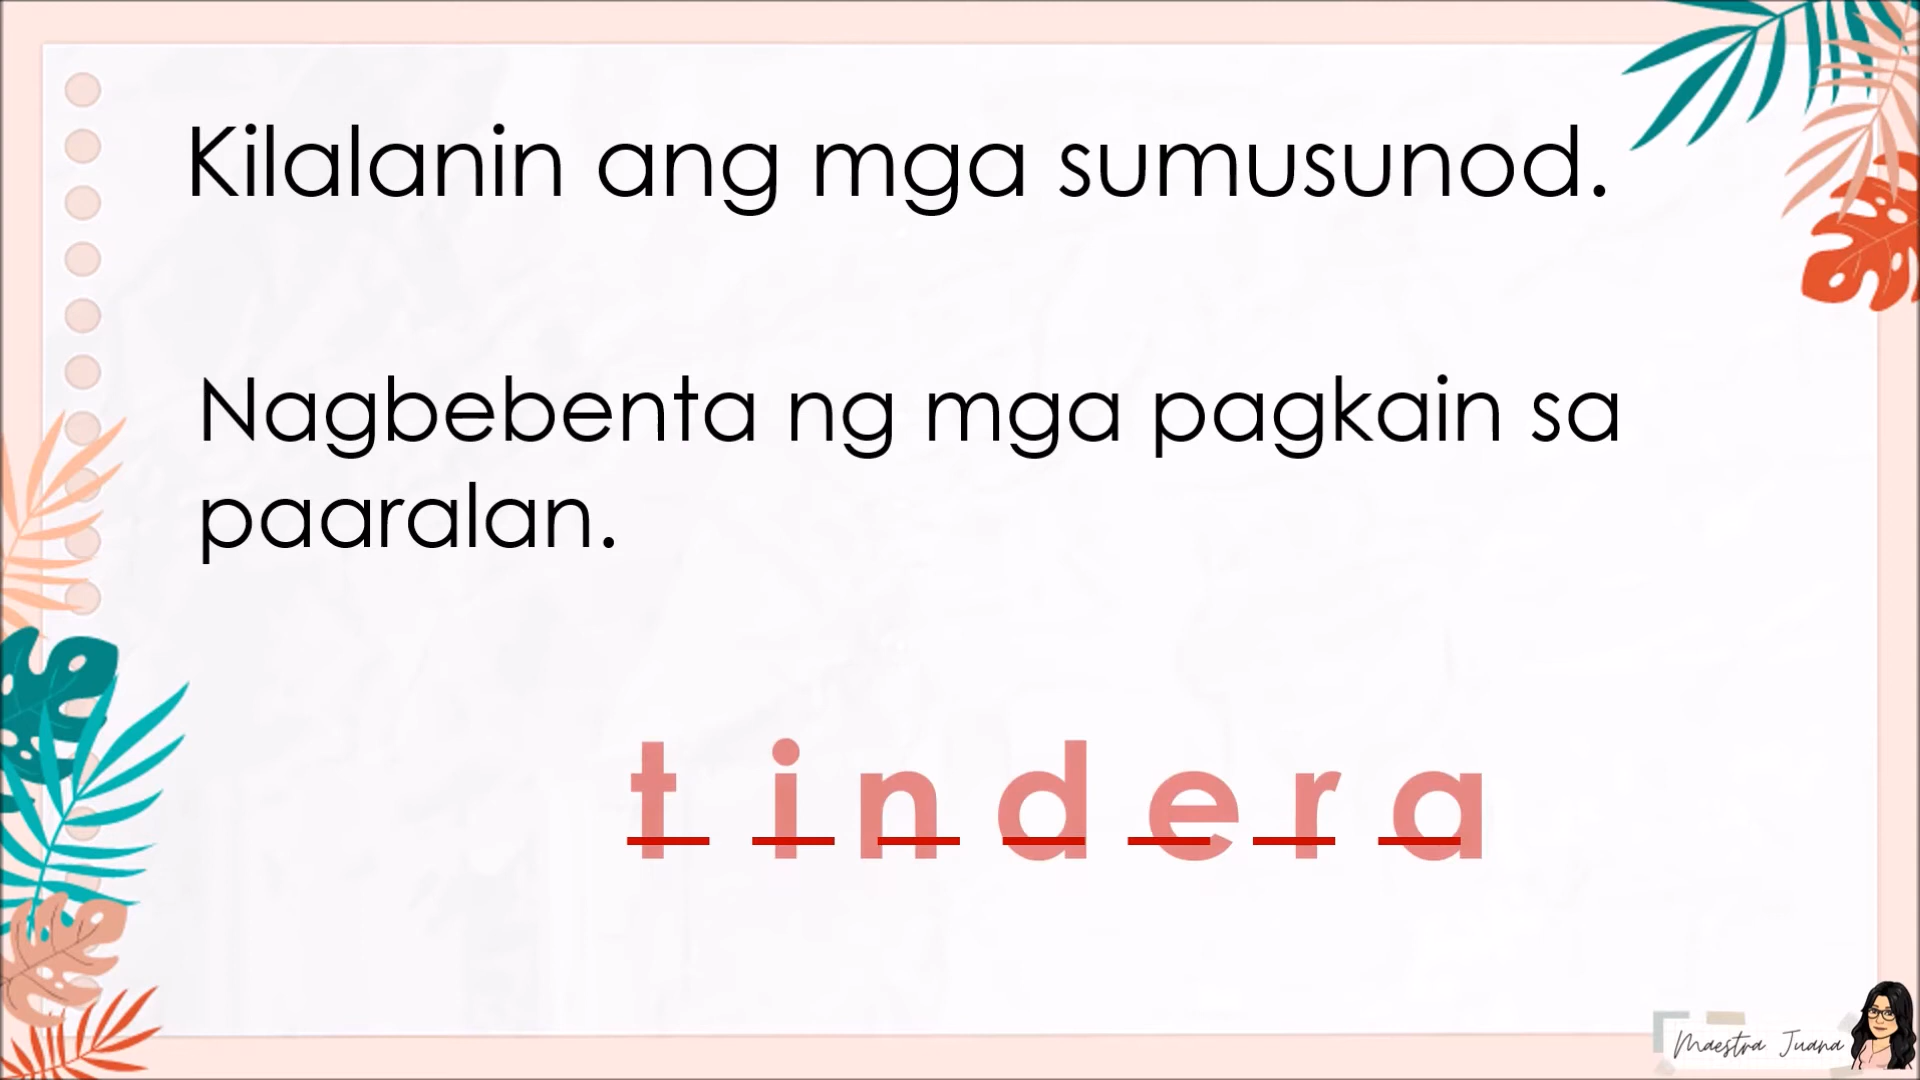 Kilalanin ang mga sumusunod.
Nagbebenta ng mga pagkain sa
paaralan.
t i n d e r a
Maestra Juana